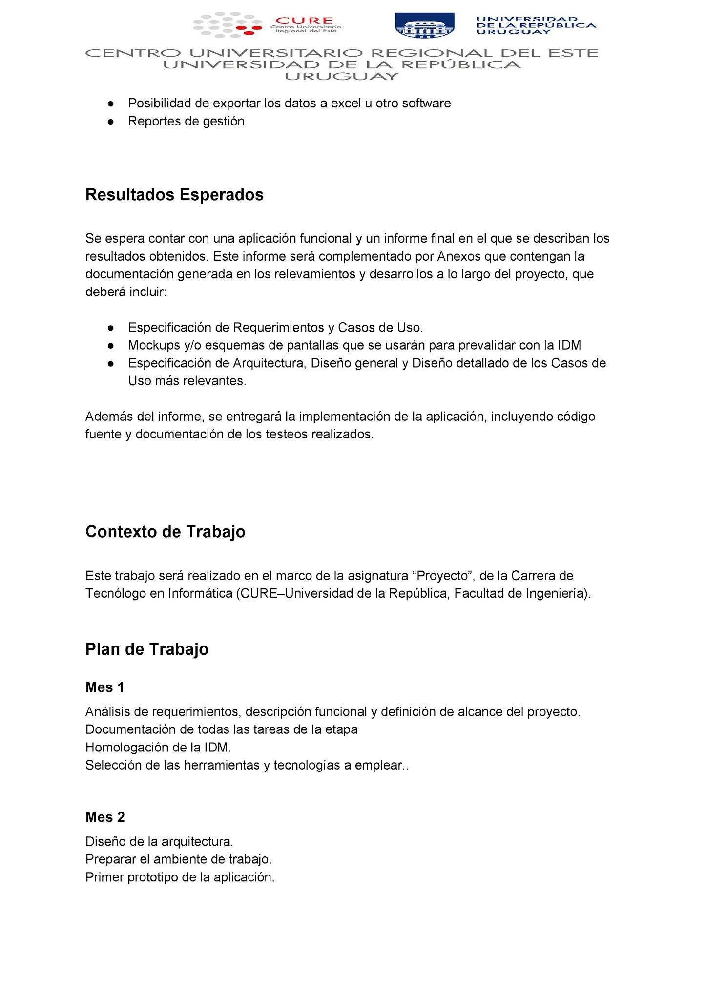 CURE
Centro Universitario
Regional del Este
UNIVERSIDAD
DE LA REPÚBLICA
URUGUAY
CENTRO UNIVERSITARIO REGIONAL DEL ESTE
UNIVERSIDAD DE LA REPÚBLICA
URUGUAY
● Posibilidad de exportar los datos a excel u otro software
● Reportes de gestión
Resultados Esperados
Se espera contar con una aplicación funcional y un informe final en el que se describan los
resultados obtenidos. Este informe será complementado por Anexos que contengan la
documentación generada en los relevamientos y desarrollos a lo largo del proyecto, que
deberá incluir:
● Especificación de Requerimientos y Casos de Uso.
● Mockups y/o esquemas de pantallas que se usarán para prevalidar con la IDM
● Especificación de Arquitectura, Diseño general y Diseño detallado de los Casos de
Uso más relevantes.
Además del informe, se entregará la implementación de la aplicación, incluyendo código
fuente y documentación de los testeos realizados.
Contexto de Trabajo
Este trabajo será realizado en el marco de la asignatura “Proyecto”, de la Carrera de
Tecnólogo en Informática (CURE–Universidad de la República, Facultad de Ingeniería).
Plan de Trabajo
Mes 1
Análisis de requerimientos, descripción funcional y definición de alcance del proyecto.
Documentación de todas las tareas de la etapa
Homologación de la IDM.
Selección de las herramientas y tecnologías a emplear..
Mes 2
Diseño de la arquitectura.
Preparar el ambiente de trabajo.
Primer prototipo de la aplicación.